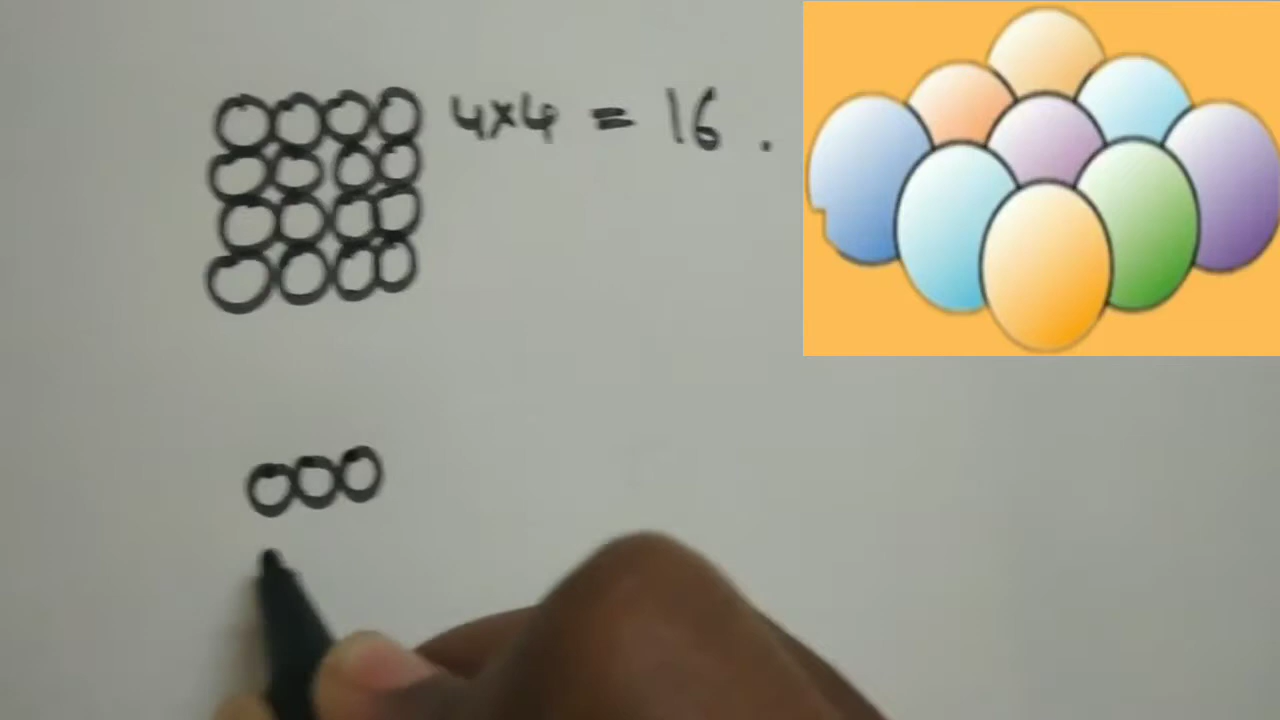 4×4 = 16 .